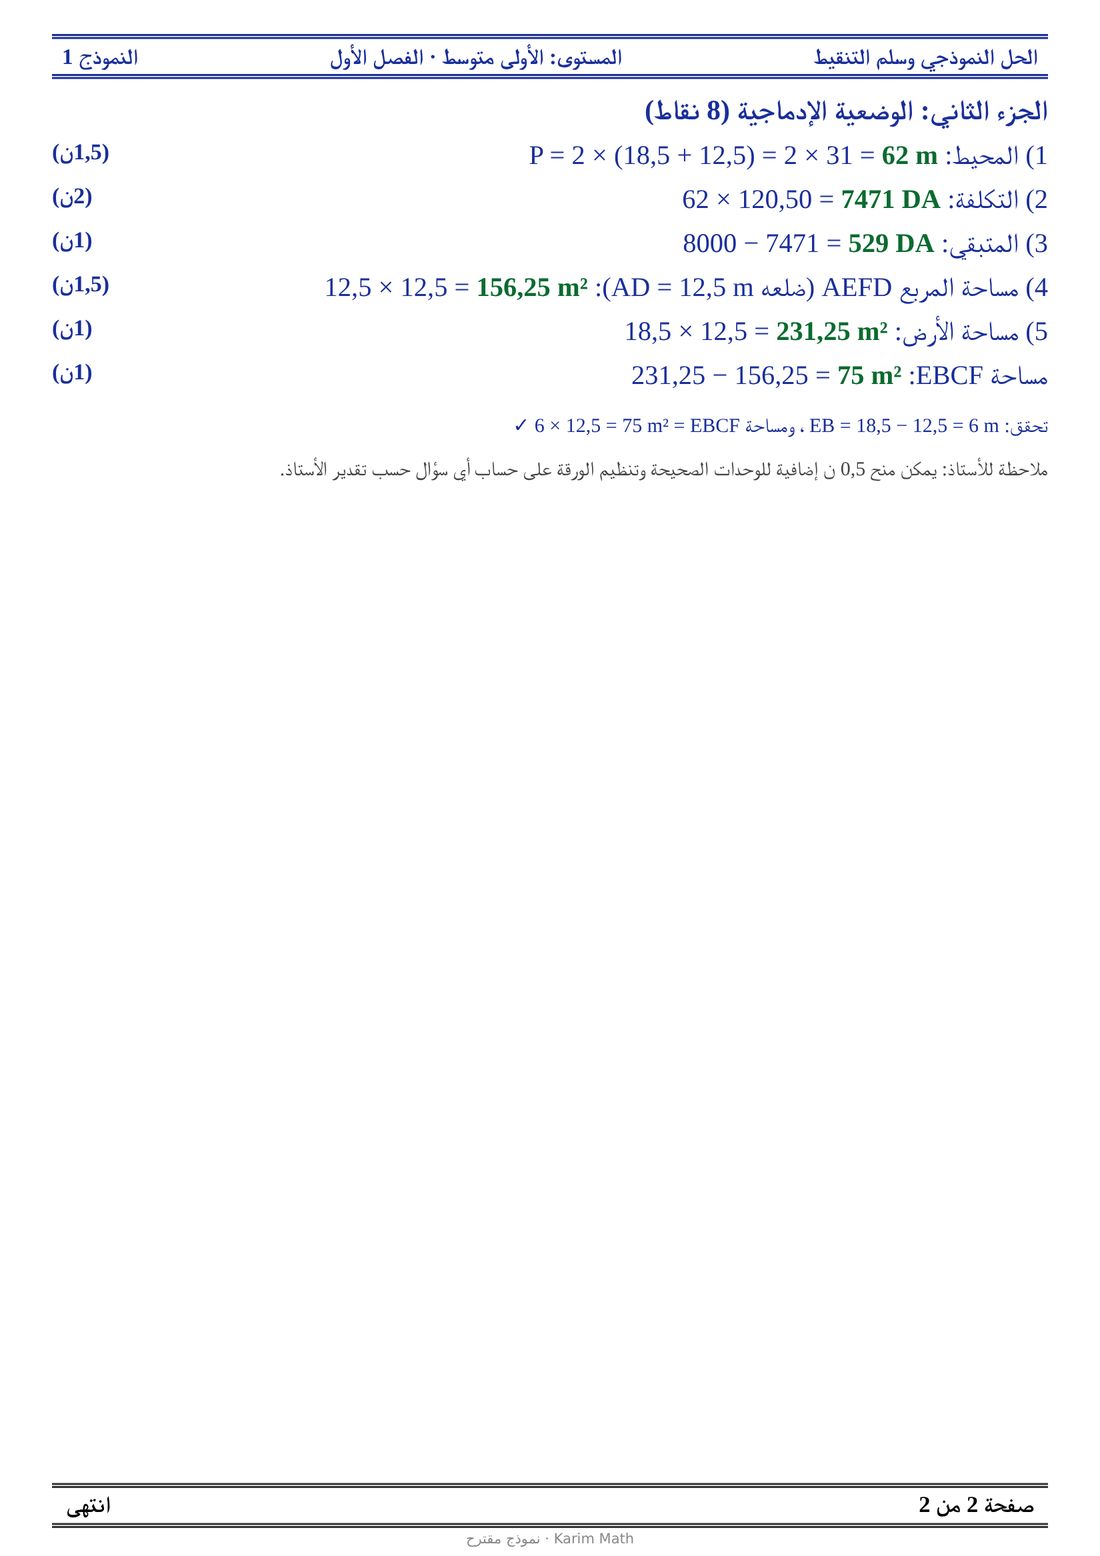 الحل النموذجي وسلم التنقيط المستوى: الأولى متوسط · الفصل الأول النموذج 1
الجزء الثاني: الوضعية الإدماجية (8 نقاط)
1) المحيط: P = 2 × (18,5 + 12,5) = 2 × 31 = 62 m (1,5ن)
2) التكلفة: 62 × 120,50 = 7471 DA (2ن)
3) المتبقي: 8000 − 7471 = 529 DA (1ن)
4) مساحة المربع AEFD (ضلعه AD = 12,5 m): 12,5 × 12,5 = 156,25 m² (1,5ن)
5) مساحة الأرض: 18,5 × 12,5 = 231,25 m² (1ن)
مساحة EBCF: 231,25 − 156,25 = 75 m² (1ن)
تحقق: EB = 18,5 − 12,5 = 6 m ، ومساحة EBCF = 6 × 12,5 = 75 m² ✓
ملاحظة للأستاذ: يمكن منح 0,5 ن إضافية للوحدات الصحيحة وتنظيم الورقة على حساب أي سؤال حسب تقدير الأستاذ.
صفحة 2 من 2 انتهى
Karim Math · نموذج مقترح